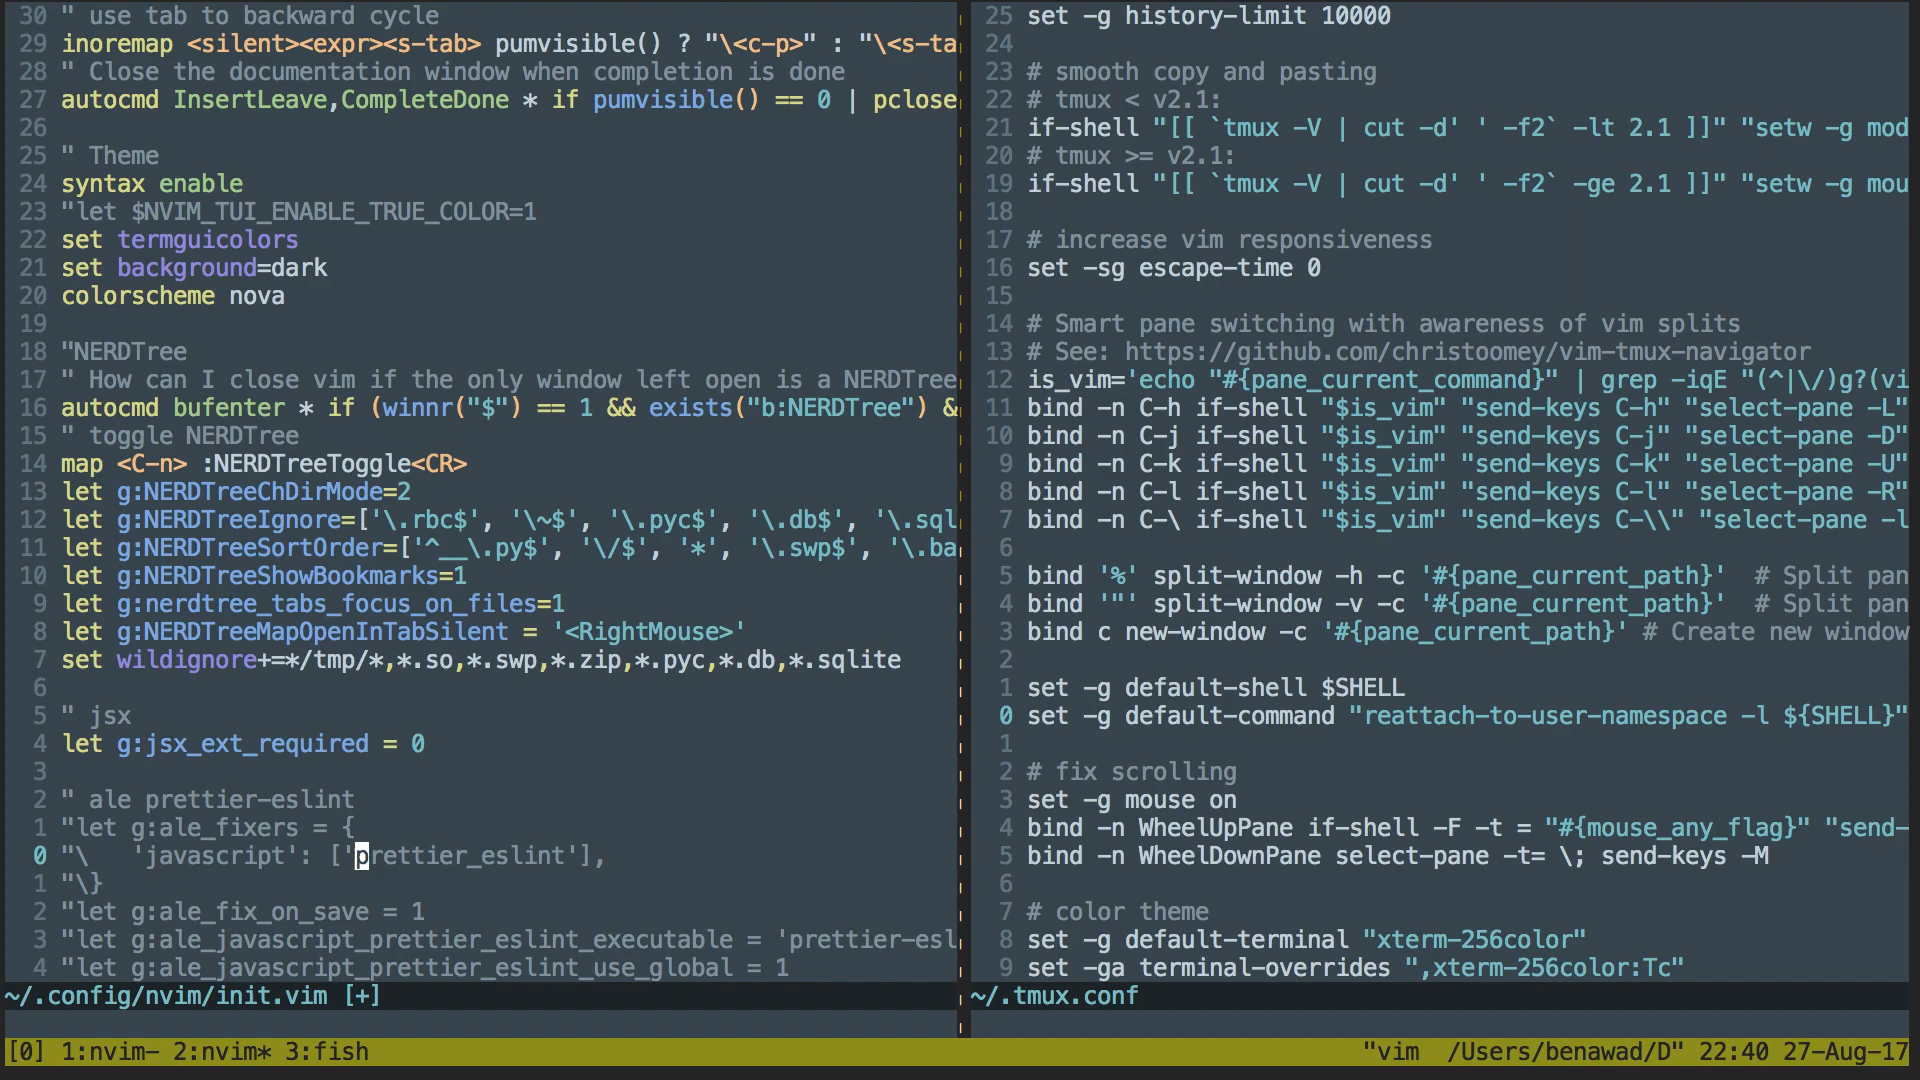 30 " use tab to backward cycle
29 inoremap <silent><expr><s-tab> pumvisible() ? "\<c-p>" : "\<s-ta
28 " Close the documentation window when completion is done
27 autocmd InsertLeave,CompleteDone * if pumvisible() == 0 | pclose
26
25 " Theme
24 syntax enable
23 "let $NVIM_TUI_ENABLE_TRUE_COLOR=1
22 set termguicolors
21 set background=dark
20 colorscheme nova
19
18 "NERDTree
17 " How can I close vim if the only window left open is a NERDTree
16 autocmd bufenter * if (winnr("$") == 1 && exists("b:NERDTree") &
15 " toggle NERDTree
14 map <C-n> :NERDTreeToggle<CR>
13 let g:NERDTreeChDirMode=2
12 let g:NERDTreeIgnore=['\.rbc$', '\~$', '\.pyc$', '\.db$', '\.sql
11 let g:NERDTreeSortOrder=['^__\.py$', '\/$', '*', '\.swp$', '\.ba
10 let g:NERDTreeShowBookmarks=1
9 let g:nerdtree_tabs_focus_on_files=1
8 let g:NERDTreeMapOpenInTabSilent = '<RightMouse>'
7 set wildignore+=*/tmp/*,*.so,*.swp,*.zip,*.pyc,*.db,*.sqlite
6
5 " jsx
4 let g:jsx_ext_required = 0
3
2 " ale prettier-eslint
1 "let g:ale_fixers = {
0 "\   'javascript': ['prettier_eslint'],
1 "\}
2 "let g:ale_fix_on_save = 1
3 "let g:ale_javascript_prettier_eslint_executable = 'prettier-esl
4 "let g:ale_javascript_prettier_eslint_use_global = 1
~/.config/nvim/init.vim [+]
25 set -g history-limit 10000
24
23 # smooth copy and pasting
22 # tmux < v2.1:
21 if-shell "[[ `tmux -V | cut -d' ' -f2` -lt 2.1 ]]" "setw -g mod
20 # tmux >= v2.1:
19 if-shell "[[ `tmux -V | cut -d' ' -f2` -ge 2.1 ]]" "setw -g mou
18
17 # increase vim responsiveness
16 set -sg escape-time 0
15
14 # Smart pane switching with awareness of vim splits
13 # See: https://github.com/christoomey/vim-tmux-navigator
12 is_vim='echo "#{pane_current_command}" | grep -iqE "(^|\/)g?(vi
11 bind -n C-h if-shell "$is_vim" "send-keys C-h" "select-pane -L"
10 bind -n C-j if-shell "$is_vim" "send-keys C-j" "select-pane -D"
9 bind -n C-k if-shell "$is_vim" "send-keys C-k" "select-pane -U"
8 bind -n C-l if-shell "$is_vim" "send-keys C-l" "select-pane -R"
7 bind -n C-\ if-shell "$is_vim" "send-keys C-\\" "select-pane -l
6
5 bind '%' split-window -h -c '#{pane_current_path}'  # Split pan
4 bind '"' split-window -v -c '#{pane_current_path}'  # Split pan
3 bind c new-window -c '#{pane_current_path}' # Create new window
2
1 set -g default-shell $SHELL
0 set -g default-command "reattach-to-user-namespace -l ${SHELL}"
1
2 # fix scrolling
3 set -g mouse on
4 bind -n WheelUpPane if-shell -F -t = "#{mouse_any_flag}" "send-
5 bind -n WheelDownPane select-pane -t= \; send-keys -M
6
7 # color theme
8 set -g default-terminal "xterm-256color"
9 set -ga terminal-overrides ",xterm-256color:Tc"
~/.tmux.conf
[0] 1:nvim- 2:nvim* 3:fish
"vim  /Users/benawad/D" 22:40 27-Aug-17